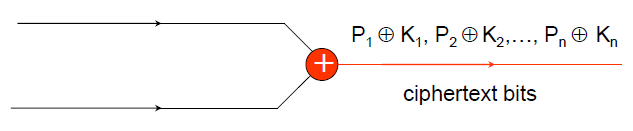 P₁ ⊕ K₁, P₂ ⊕ K₂,..., Pₙ ⊕ Kₙ
+
ciphertext bits